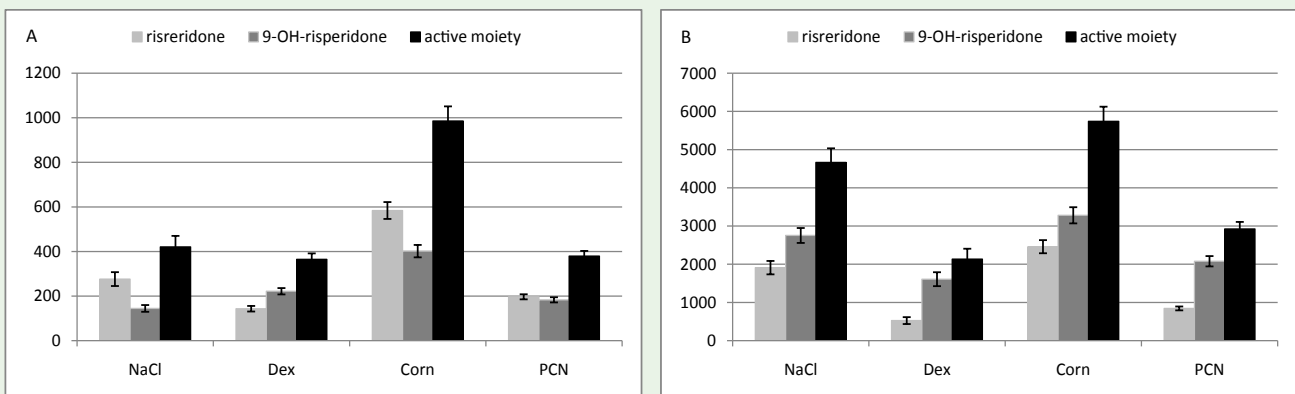 A
risreridone 9-OH-risperidone active moiety
1200
1000
800
600
400
200
0
NaCl Dex Corn PCN
B
risreridone 9-OH-risperidone active moiety
7000
6000
5000
4000
3000
2000
1000
0
NaCl Dex Corn PCN